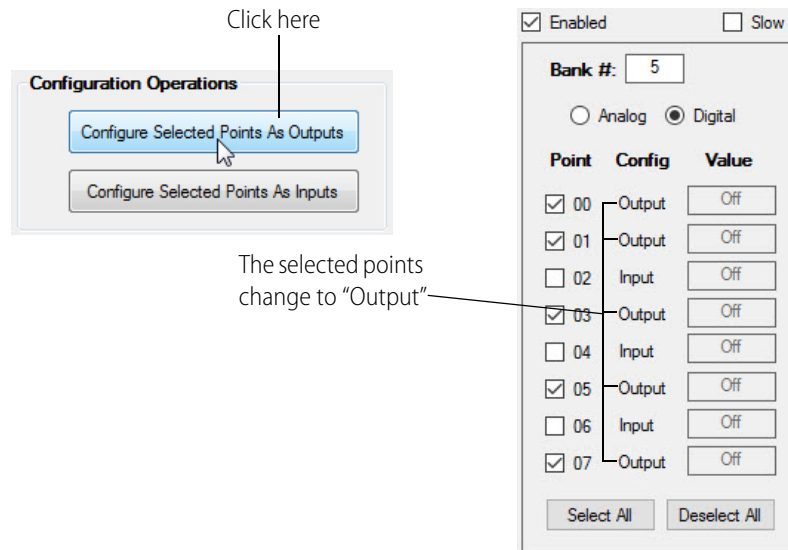 Click here
Configuration Operations
Configure Selected Points As Outputs
Configure Selected Points As Inputs
The selected points
change to “Output”
Enabled Slow
Bank #: 5
Analog Digital
Point Config Value
00 Output Off
01 Output Off
02 Input Off
03 Output Off
04 Input Off
05 Output Off
06 Input Off
07 Output Off
Select All Deselect All